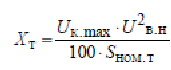 X_т = U_к.max · U²_в.н / 100 · S_ном.т